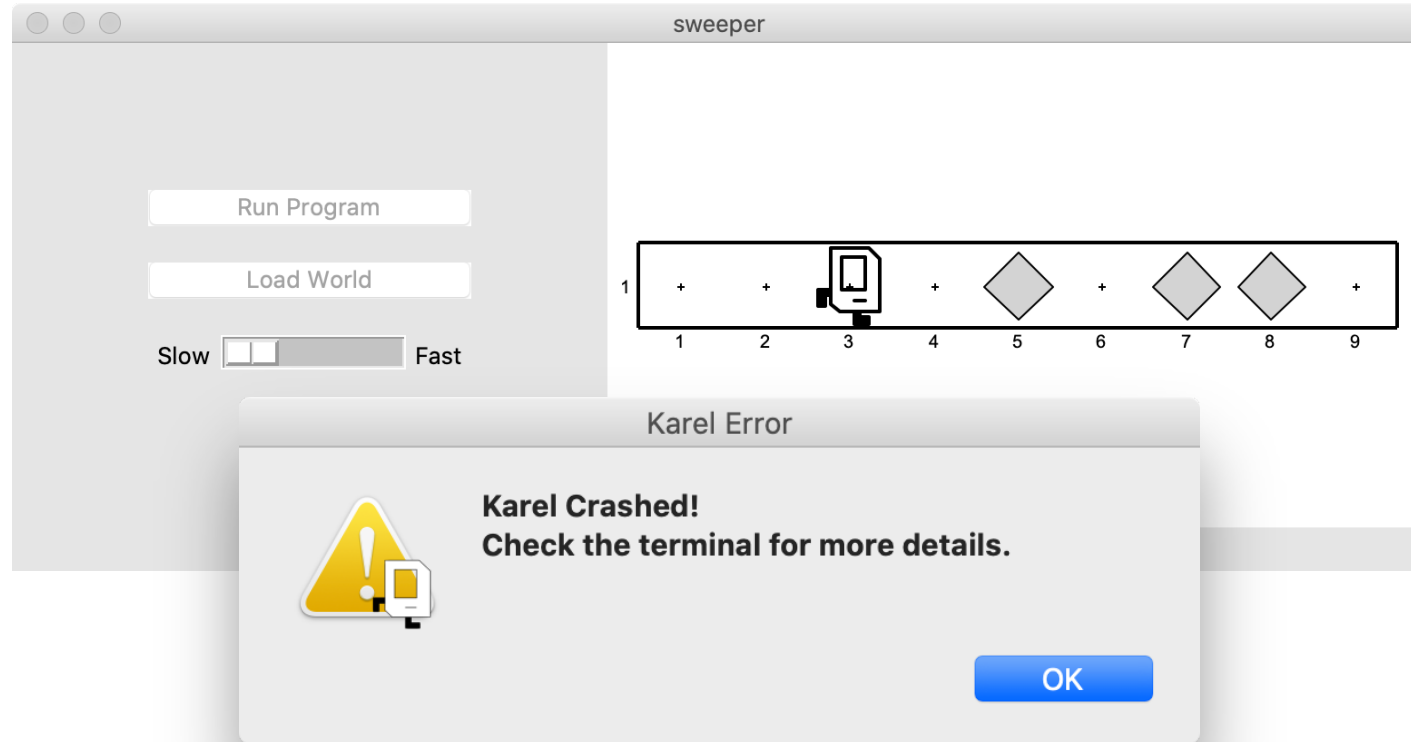 sweeper
Run Program
Load World
Slow Fast
1
1 2 3 4 5 6 7 8 9
Karel Error
Karel Crashed!
Check the terminal for more details.
OK